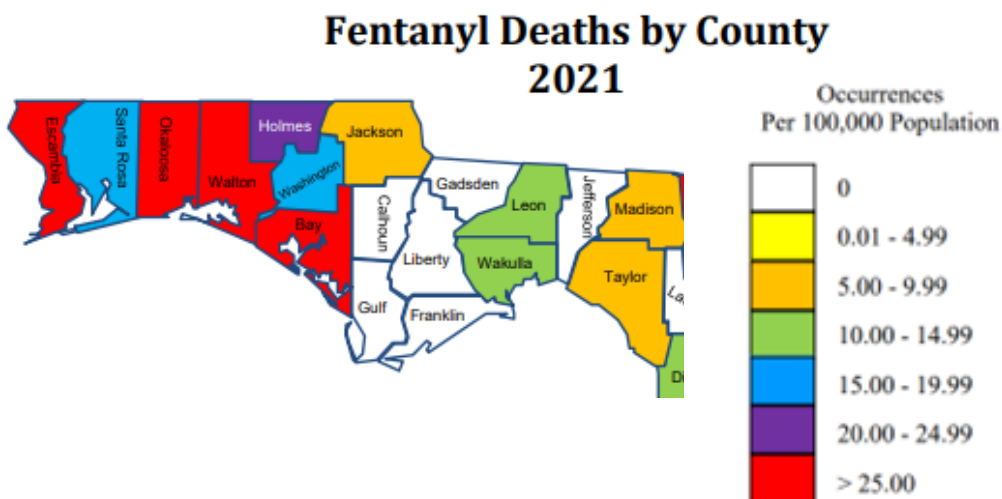 Fentanyl Deaths by County
2021
Occurrences
Per 100,000 Population
0
0.01 - 4.99
5.00 - 9.99
10.00 - 14.99
15.00 - 19.99
20.00 - 24.99
> 25.00
Escambia
Santa Rosa
Okaloosa
Walton
Holmes
Washington
Bay
Jackson
Calhoun
Gulf
Gadsden
Liberty
Franklin
Leon
Wakulla
Jefferson
Madison
Taylor
La
Di